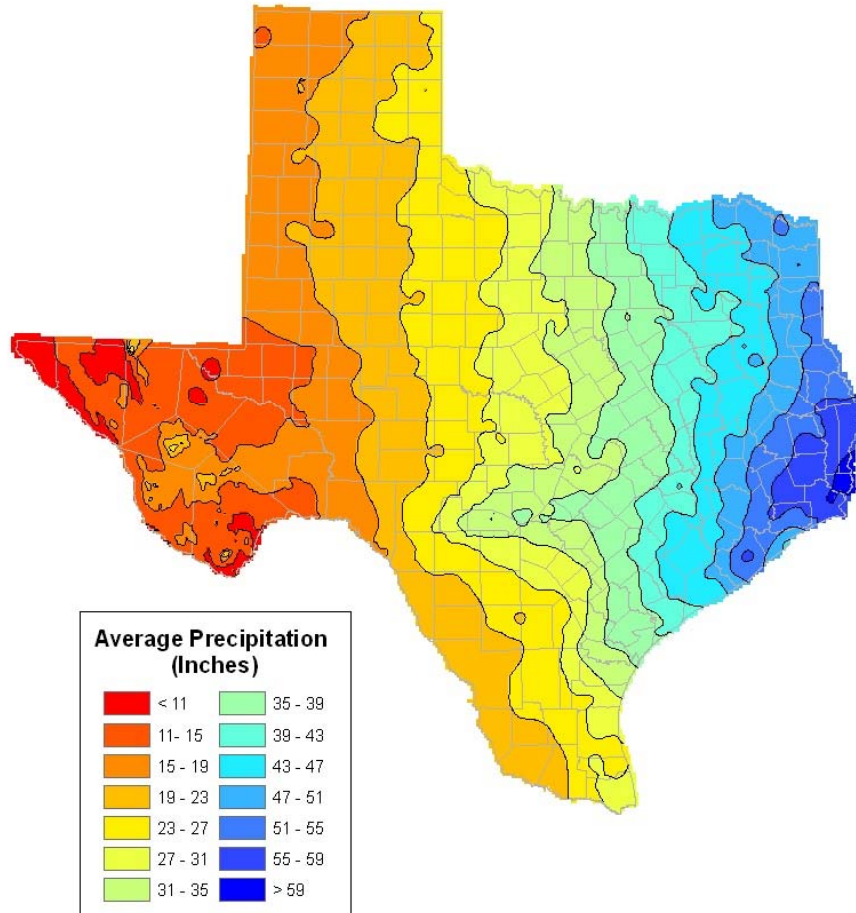 Average Precipitation
(Inches)
< 11
11- 15
15 - 19
19 - 23
23 - 27
27 - 31
31 - 35
35 - 39
39 - 43
43 - 47
47 - 51
51 - 55
55 - 59
> 59